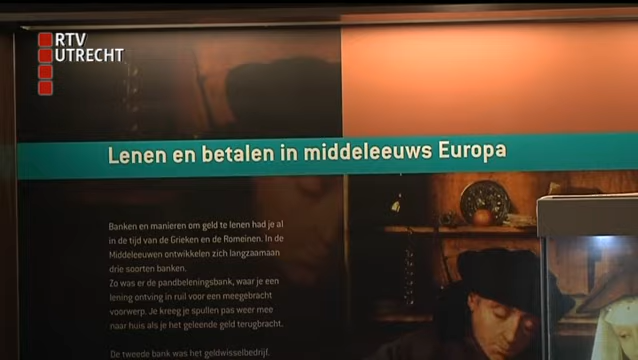 RTV
UTRECHT
Lenen en betalen in middeleeuws Europa
Banken en manieren om geld te lenen had je al
in de tijd van de Grieken en de Romeinen. In de
Middeleeuwen ontwikkelen zich langzaamaan
drie soorten banken.
Zo was er de pandbeleningsbank, waar je een
lening ontving in ruil voor een meegebracht
voorwerp. Je kreeg je spullen pas weer mee
naar huis als je het geleende geld terugbracht.
De tweede bank was het geldwisselbedrijf.